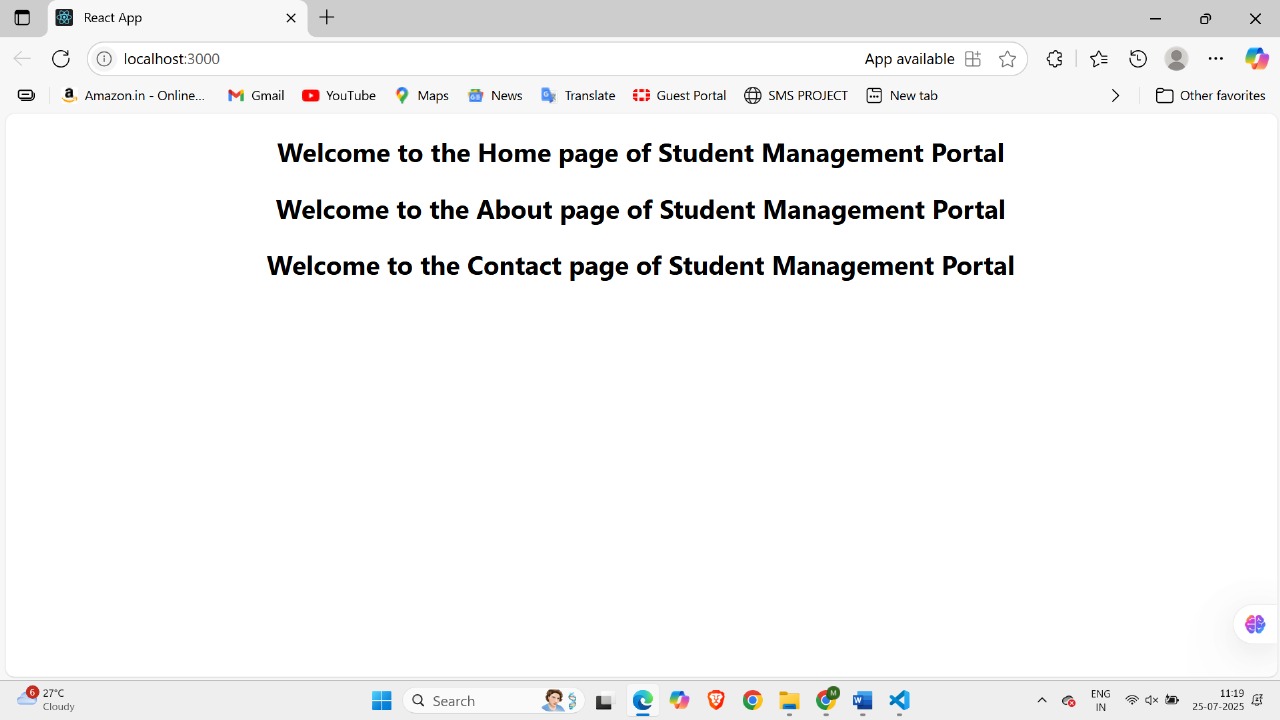 React App
localhost:3000
App available
Amazon.in - Online...
Gmail
YouTube
Maps
News
Translate
Guest Portal
SMS PROJECT
New tab
Other favorites
Welcome to the Home page of Student Management Portal
Welcome to the About page of Student Management Portal
Welcome to the Contact page of Student Management Portal
6
27°C
Cloudy
Search
M
ENG
IN
11:19
25-07-2025